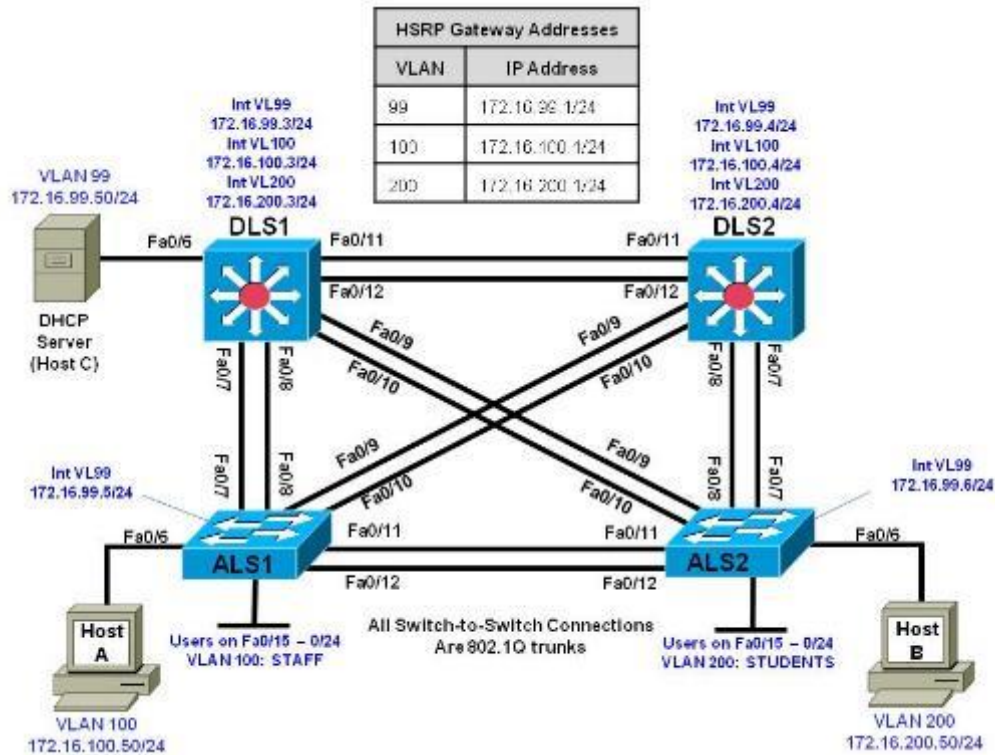 HSRP Gateway Addresses
VLAN IP Address
99 172.16.99.1/24
100 172.16.100.1/24
200 172.16.200.1/24
Int VL99
172.16.99.3/24
Int VL100
172.16.100.3/24
Int VL200
172.16.200.3/24
DLS1
Int VL99
172.16.99.4/24
Int VL100
172.16.100.4/24
Int VL200
172.16.200.4/24
DLS2
VLAN 99
172.16.99.50/24
Fa0/6
DHCP
Server
(Host C)
Fa0/11
Fa0/11
Fa0/12
Fa0/12
Fa0/9
Fa0/10
Fa0/9
Fa0/10
Fa0/7
Fa0/8
Fa0/8
Fa0/7
Fa0/7
Fa0/8
Fa0/9
Fa0/10
Fa0/9
Fa0/10
Fa0/8
Fa0/7
Int VL99
172.16.99.5/24
Int VL99
172.16.99.6/24
Fa0/6
ALS1
Fa0/11
Fa0/11
Fa0/12
Fa0/12
ALS2
Fa0/6
Host
A
Users on Fa0/15 – 0/24
VLAN 100: STAFF
All Switch-to-Switch Connections
Are 802.1Q trunks
Users on Fa0/15 – 0/24
VLAN 200: STUDENTS
Host
B
VLAN 100
172.16.100.50/24
VLAN 200
172.16.200.50/24